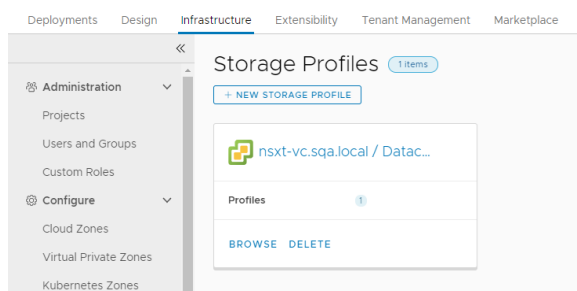 Deployments Design Infrastructure Extensibility Tenant Management Marketplace
«
Storage Profiles 1 items
+ NEW STORAGE PROFILE
Administration
Projects
Users and Groups
Custom Roles
Configure
Cloud Zones
Virtual Private Zones
Kubernetes Zones
nsxt-vc.sqa.local / Datac...
Profiles 1
BROWSE DELETE